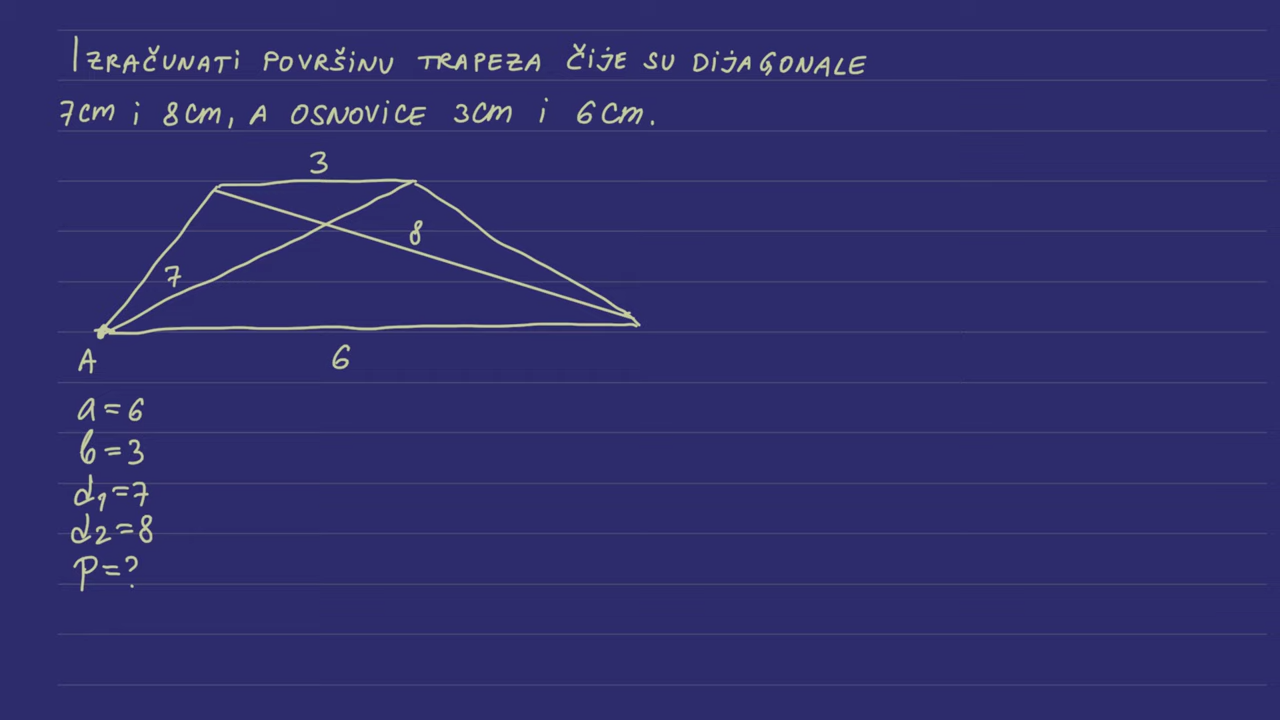 IZRAČUNATI POVRŠINU TRAPEZA ČIJE SU DIJAGONALE
7cm i 8cm, A OSNOVICE 3cm i 6cm.
3
8
7
A
6
a=6
b=3
d₁=7
d₂=8
P=?